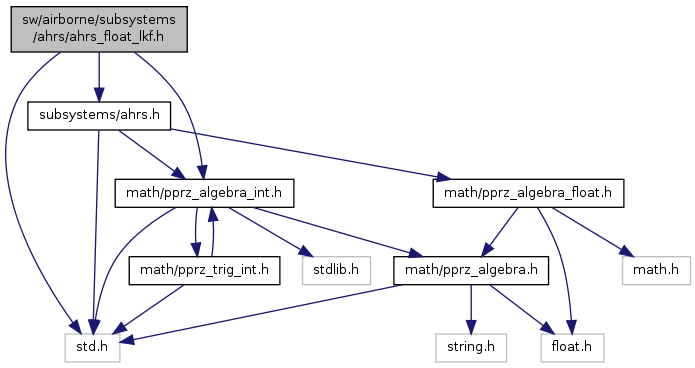 sw/airborne/subsystems
/ahrs/ahrs_float_lkf.h
subsystems/ahrs.h
math/pprz_algebra_int.h
math/pprz_algebra_float.h
math/pprz_trig_int.h
stdlib.h
math/pprz_algebra.h
math.h
std.h
string.h
float.h